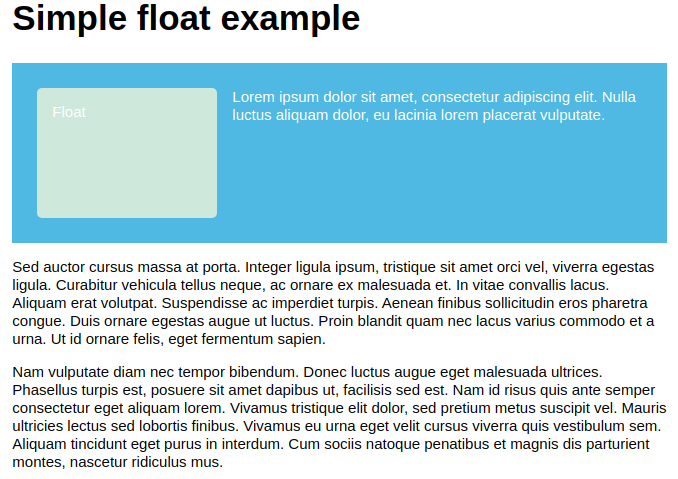 Simple float example
Float
Lorem ipsum dolor sit amet, consectetur adipiscing elit. Nulla
luctus aliquam dolor, eu lacinia lorem placerat vulputate.
Sed auctor cursus massa at porta. Integer ligula ipsum, tristique sit amet orci vel, viverra egestas
ligula. Curabitur vehicula tellus neque, ac ornare ex malesuada et. In vitae convallis lacus.
Aliquam erat volutpat. Suspendisse ac imperdiet turpis. Aenean finibus sollicitudin eros pharetra
congue. Duis ornare egestas augue ut luctus. Proin blandit quam nec lacus varius commodo et a
urna. Ut id ornare felis, eget fermentum sapien.
Nam vulputate diam nec tempor bibendum. Donec luctus augue eget malesuada ultrices.
Phasellus turpis est, posuere sit amet dapibus ut, facilisis sed est. Nam id risus quis ante semper
consectetur eget aliquam lorem. Vivamus tristique elit dolor, sed pretium metus suscipit vel. Mauris
ultricies lectus sed lobortis finibus. Vivamus eu urna eget velit cursus viverra quis vestibulum sem.
Aliquam tincidunt eget purus in interdum. Cum sociis natoque penatibus et magnis dis parturient
montes, nascetur ridiculus mus.